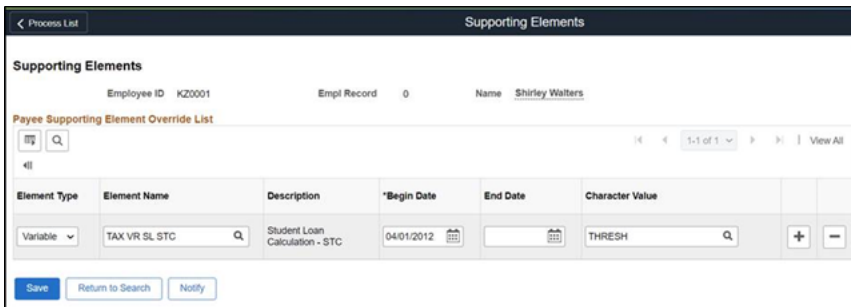 Process List
Supporting Elements
Supporting Elements
Employee ID KZ0001 Empl Record 0 Name Shirley Walters
Payee Supporting Element Override List
1-1 of 1 View All
Element Type Element Name Description *Begin Date End Date Character Value
Variable TAX VR SL STC Student Loan Calculation - STC 04/01/2012 THRESH
Save Return to Search Notify